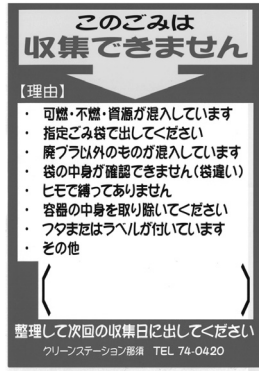 このごみは
収集できません
【理由】
・ 可燃・不燃・資源が混入しています
・ 指定ごみ袋で出してください
・ 廃プラ以外のものが混入しています
・ 袋の中身が確認できません(袋違い)
・ ヒモで縛ってありません
・ 容器の中身を取り除いてください
・ フタまたはラベルが付いています
・ その他
( )
整理して次回の収集日に出してください
クリーンステーション那須 TEL 74-0420